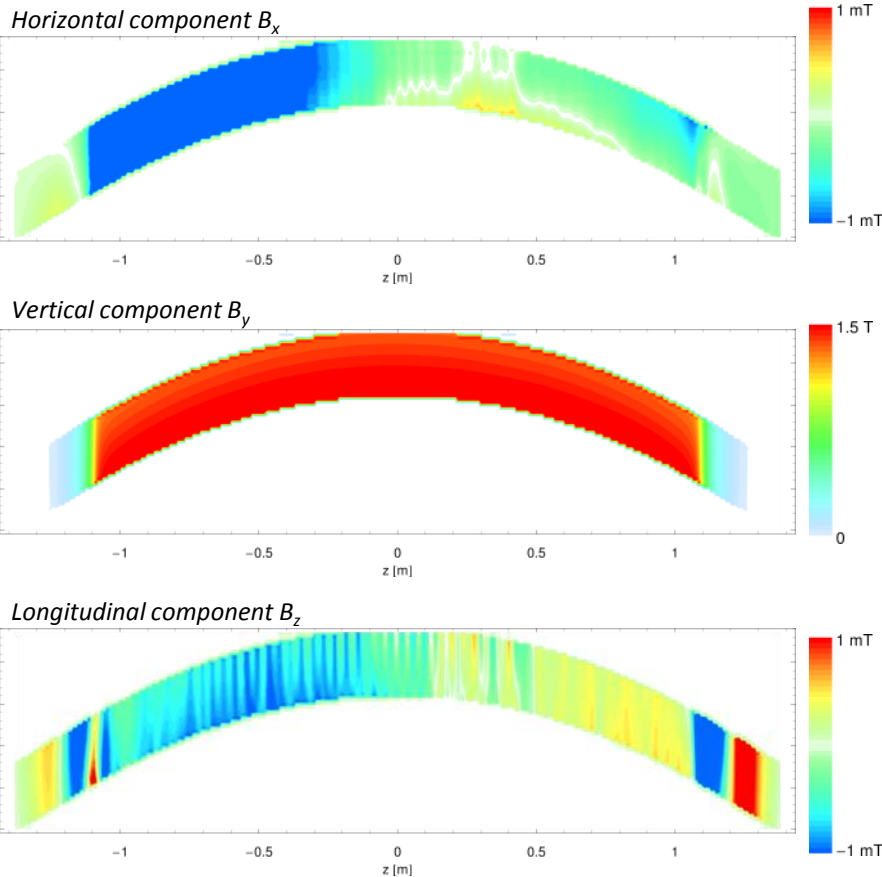 Horizontal component Bx
1 mT
−1 mT
−1 −0.5 0 0.5 1
z [m]
Vertical component By
1.5 T
0
−1 −0.5 0 0.5 1
z [m]
Longitudinal component Bz
1 mT
−1 mT
−1 −0.5 0 0.5 1
z [m]